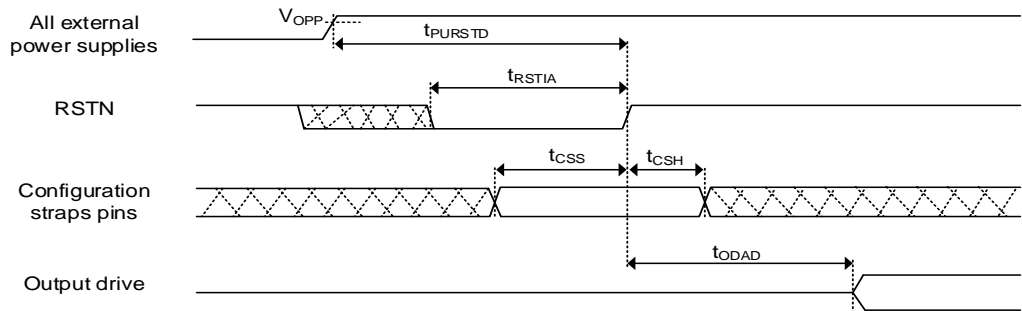 All external
power supplies
VOPP
tPURSTD
tRSTIA
RSTN
tCSS
tCSH
Configuration
straps pins
tODAD
Output drive